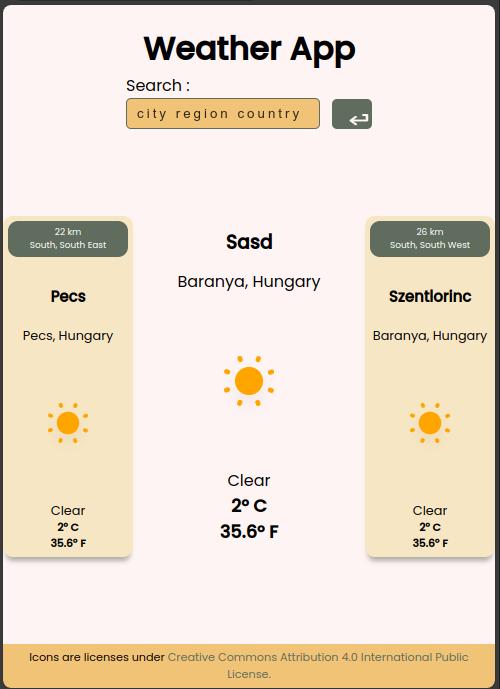 Weather App
Search :
city region country
22 km
South, South East
Pecs
Pecs, Hungary
Clear
2° C
35.6° F
Sasd
Baranya, Hungary
Clear
2° C
35.6° F
26 km
South, South West
Szentlorinc
Baranya, Hungary
Clear
2° C
35.6° F
Icons are licenses under Creative Commons Attribution 4.0 International Public
License.